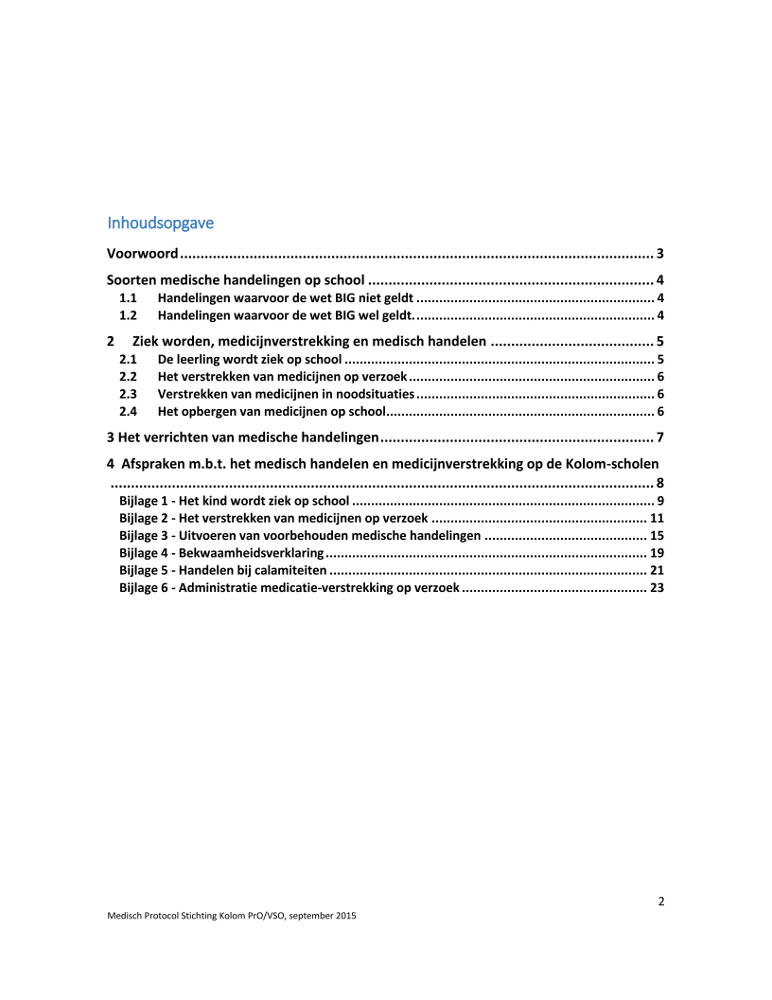 Inhoudsopgave
Voorwoord ................................................................................................................... 3
Soorten medische handelingen op school ...................................................................... 4
1.1 Handelingen waarvoor de wet BIG niet geldt ............................................................... 4
1.2 Handelingen waarvoor de wet BIG wel geldt. ............................................................... 4
2 Ziek worden, medicijnverstrekking en medisch handelen ........................................ 5
2.1 De leerling wordt ziek op school .................................................................................. 5
2.2 Het verstrekken van medicijnen op verzoek ................................................................. 6
2.3 Verstrekken van medicijnen in noodsituaties ............................................................... 6
2.4 Het opbergen van medicijnen op school....................................................................... 6
3 Het verrichten van medische handelingen ................................................................... 7
4 Afspraken m.b.t. het medisch handelen en medicijnverstrekking op de Kolom-scholen
..................................................................................................................................... 8
Bijlage 1 - Het kind wordt ziek op school ................................................................................ 9
Bijlage 2 - Het verstrekken van medicijnen op verzoek ......................................................... 11
Bijlage 3 - Uitvoeren van voorbehouden medische handelingen ........................................... 15
Bijlage 4 - Bekwaamheidsverklaring ..................................................................................... 19
Bijlage 5 - Handelen bij calamiteiten .................................................................................... 21
Bijlage 6 - Administratie medicatie-verstrekking op verzoek ................................................. 23
2
Medisch Protocol Stichting Kolom PrO/VSO, september 2015